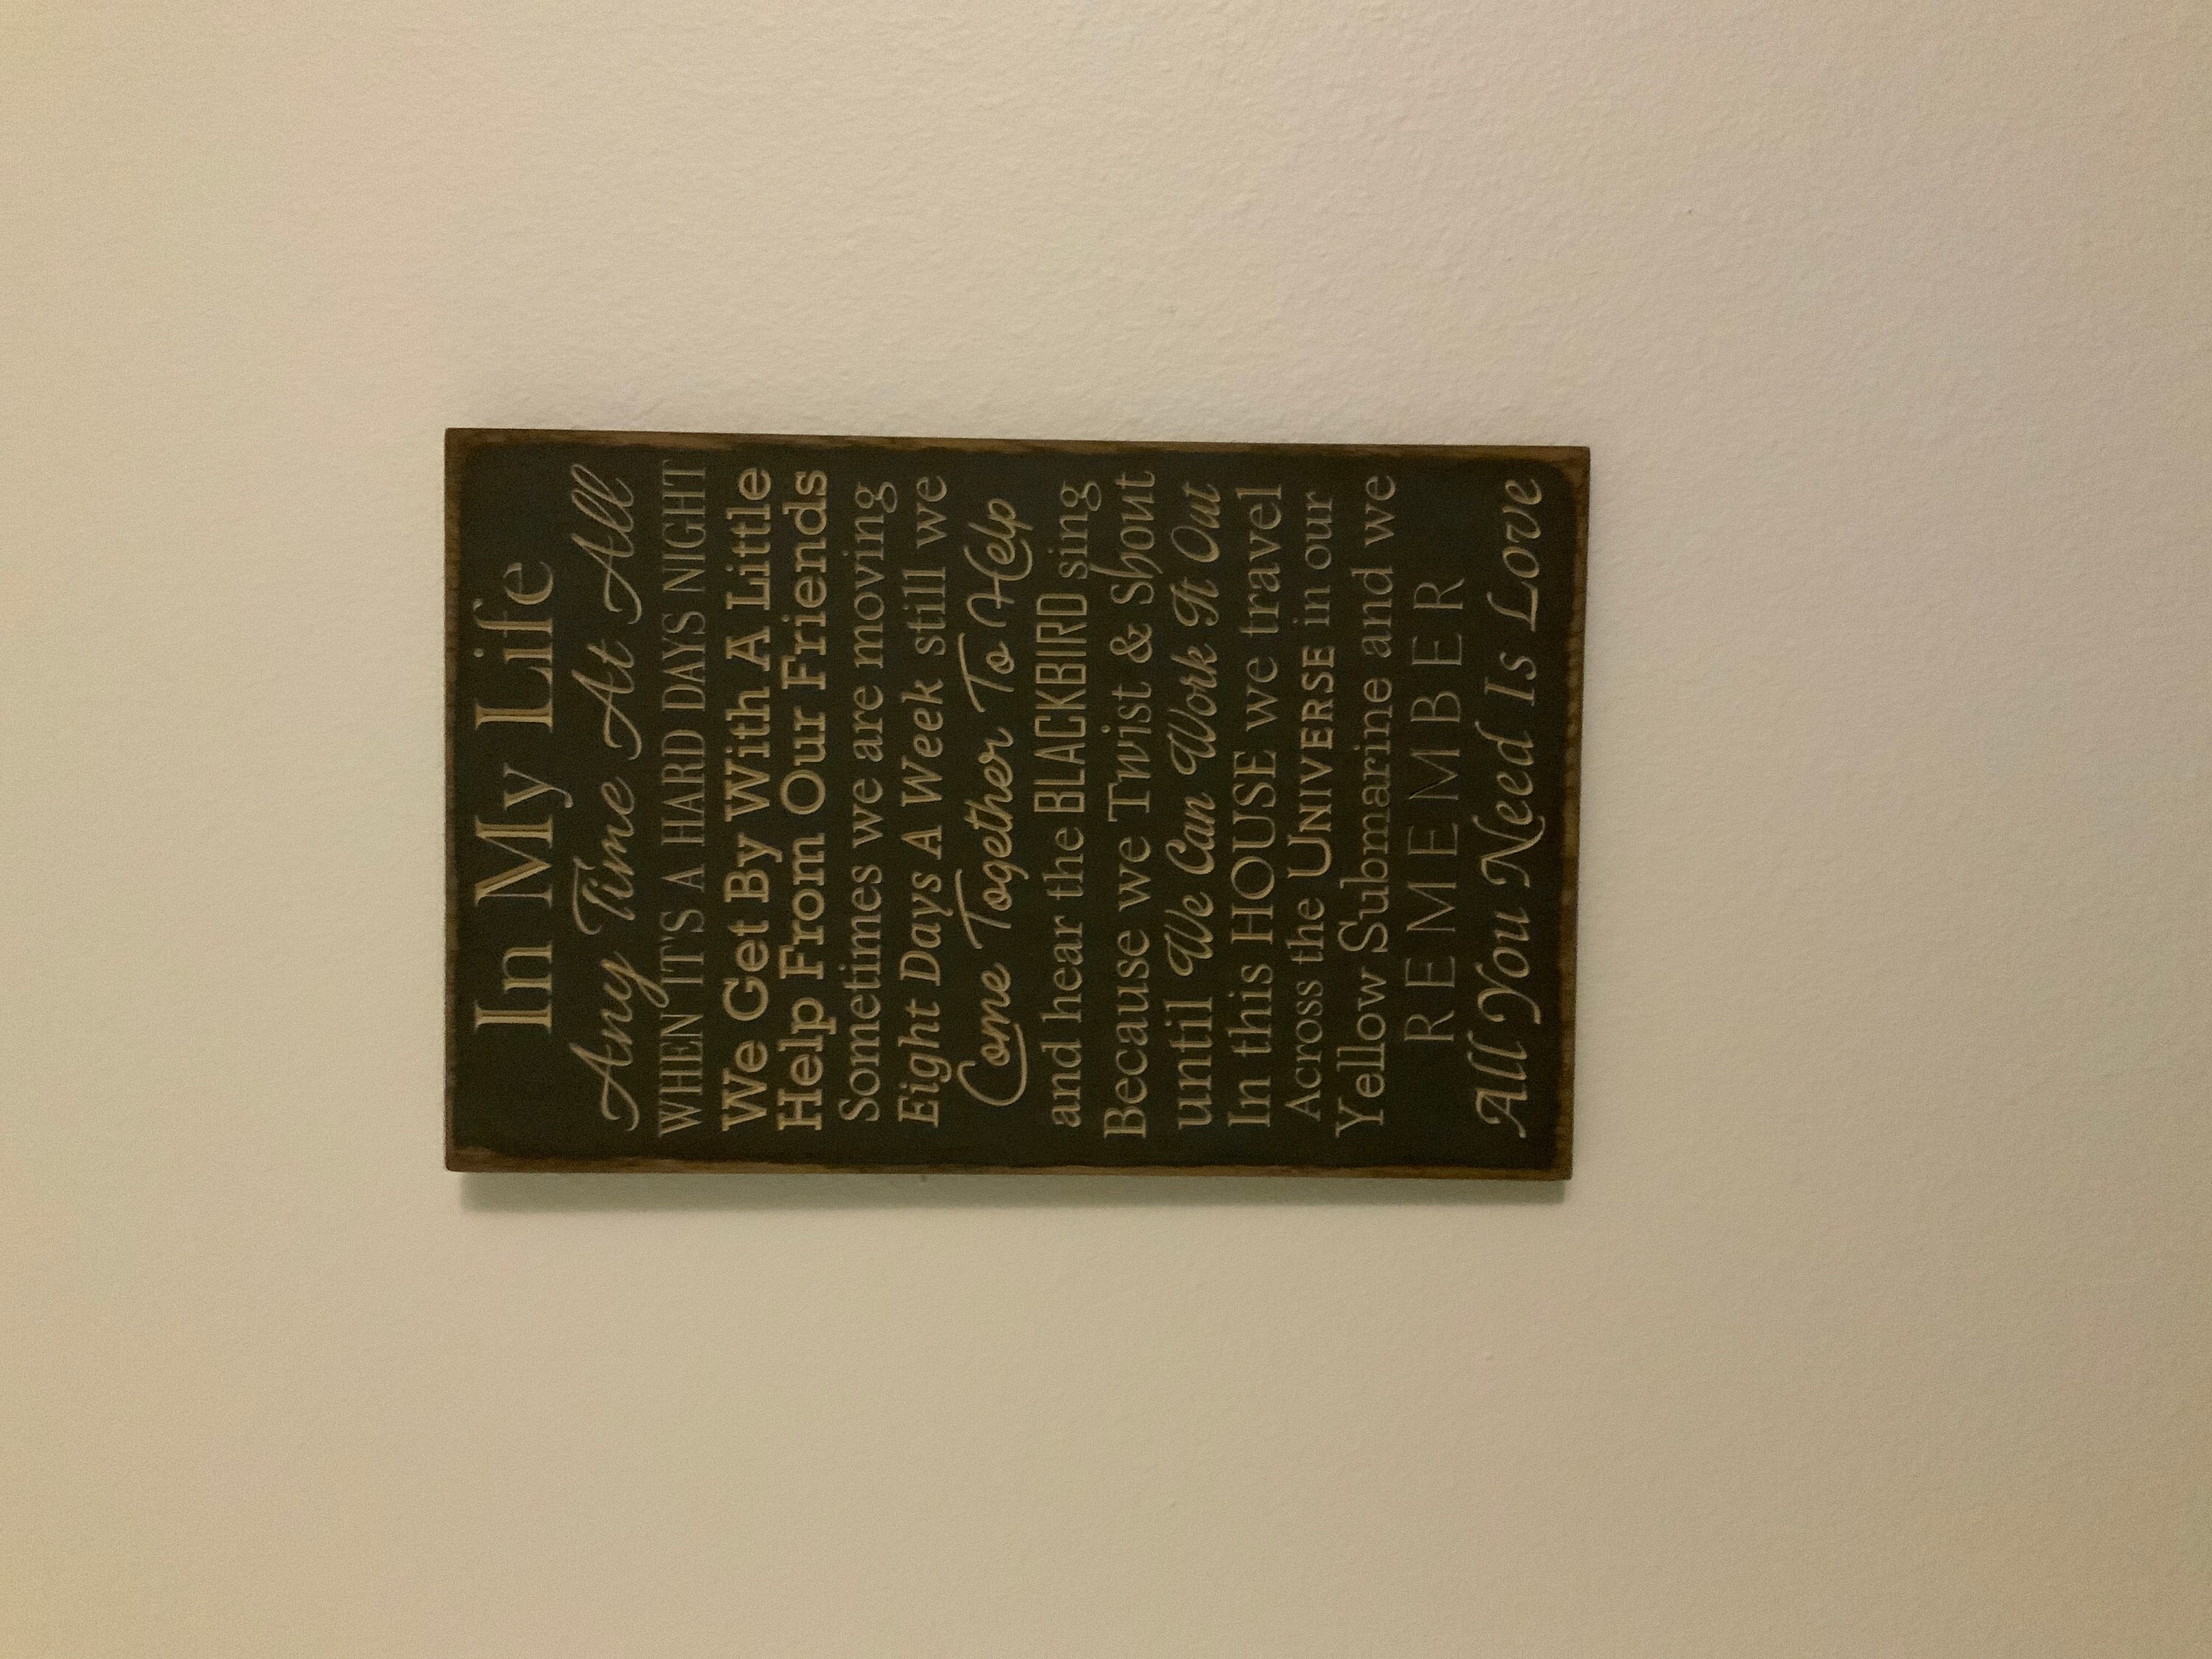 In My Life
Any Time At All
WHEN IT'S A HARD DAYS NIGHT
We Get By With A Little
Help From Our Friends
Sometimes we are moving
Eight Days A Week still we
Come Together To Help
and hear the BLACKBIRD sing
Because we Twist & Shout
until We Can Work It Out
In this HOUSE we travel
Across the UNIVERSE in our
Yellow Submarine and we
REMEMBER
All You Need Is Love